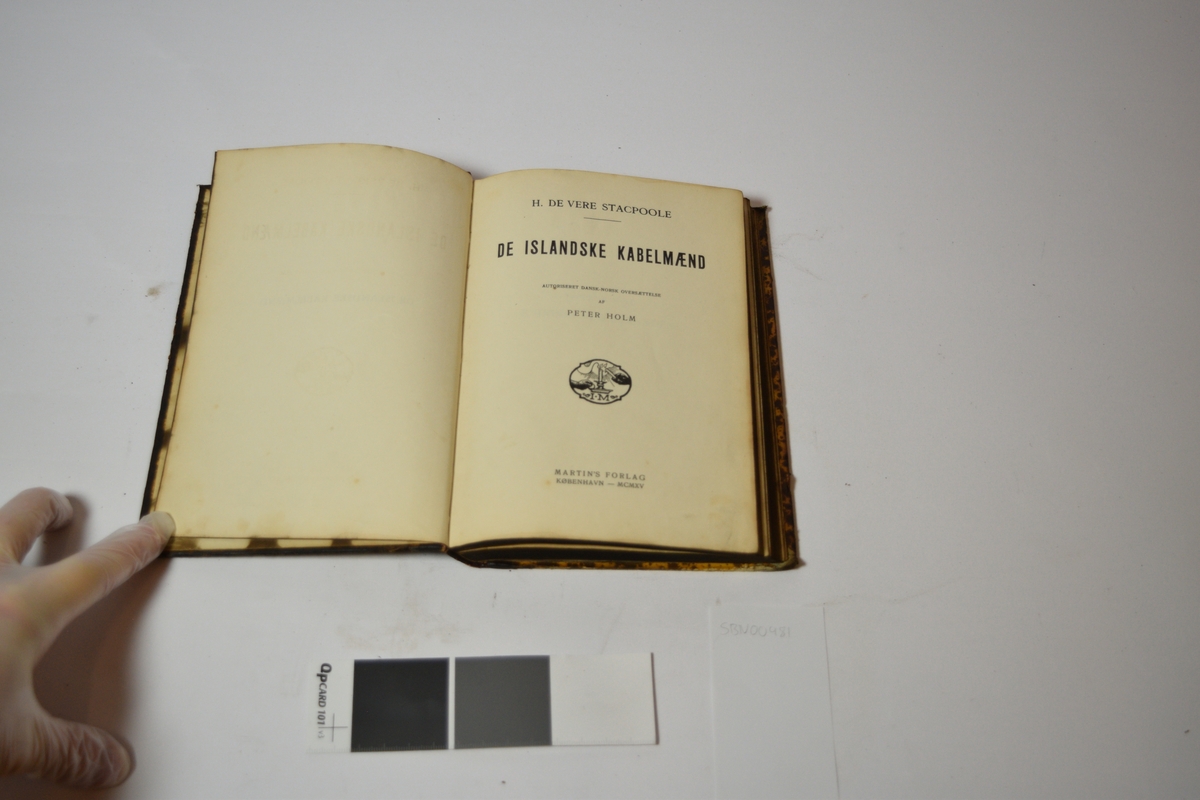 H. DE VERE STACPOOLE
DE ISLANDSKE KABELMÆND
AUTORISERET DANSK-NORSK OVERSÆTTELSE
AF
PETER HOLM
I·M
MARTIN'S FORLAG
KØBENHAVN — MCMXV
QPCARD 101 v3
SBV00481